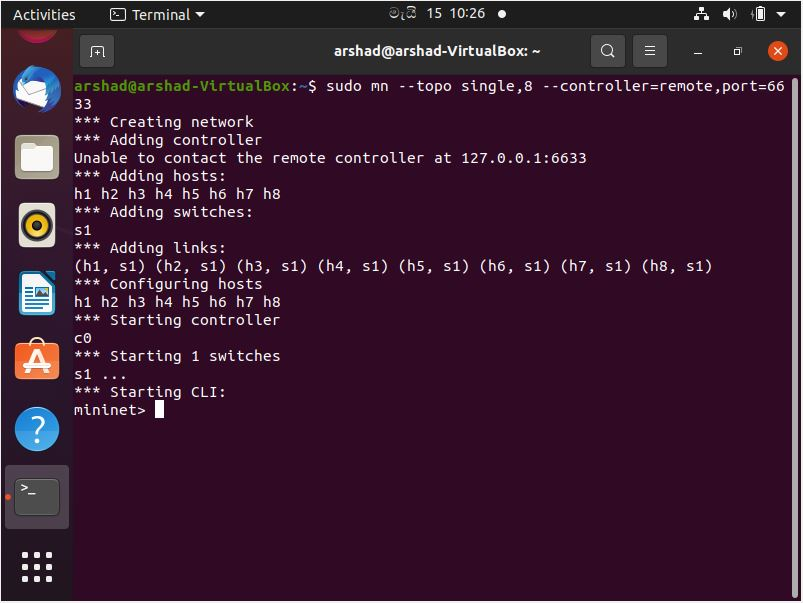 Activities
Terminal
මැයි 15 10:26
arshad@arshad-VirtualBox: ~
arshad@arshad-VirtualBox:~$ sudo mn --topo single,8 --controller=remote,port=66
33
*** Creating network
*** Adding controller
Unable to contact the remote controller at 127.0.0.1:6633
*** Adding hosts:
h1 h2 h3 h4 h5 h6 h7 h8
*** Adding switches:
s1
*** Adding links:
(h1, s1) (h2, s1) (h3, s1) (h4, s1) (h5, s1) (h6, s1) (h7, s1) (h8, s1)
*** Configuring hosts
h1 h2 h3 h4 h5 h6 h7 h8
*** Starting controller
c0
*** Starting 1 switches
s1 ...
*** Starting CLI:
mininet>